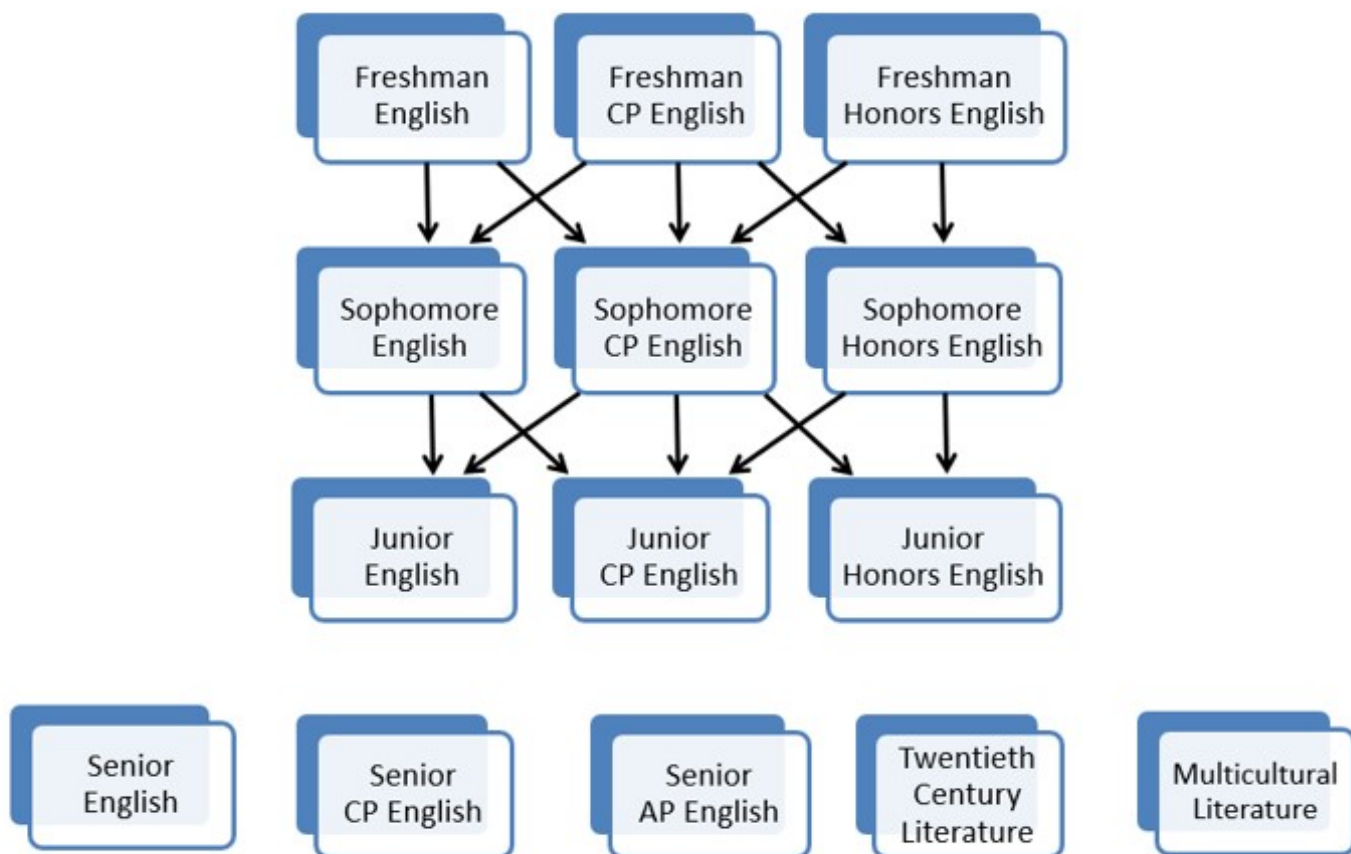 Freshman
English
Freshman
CP English
Freshman
Honors English
Sophomore
English
Sophomore
CP English
Sophomore
Honors English
Junior
English
Junior
CP English
Junior
Honors English
Senior
English
Senior
CP English
Senior
AP English
Twentieth
Century
Literature
Multicultural
Literature